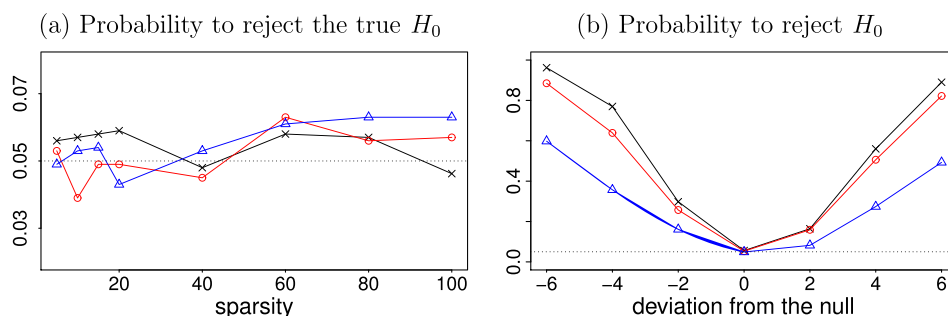 (a) Probability to reject the true H₀
(b) Probability to reject H₀
0.07
0.05
0.03
20 40 60 80 100
sparsity
0.8
0.4
0.0
−6 −4 −2 0 2 4 6
deviation from the null